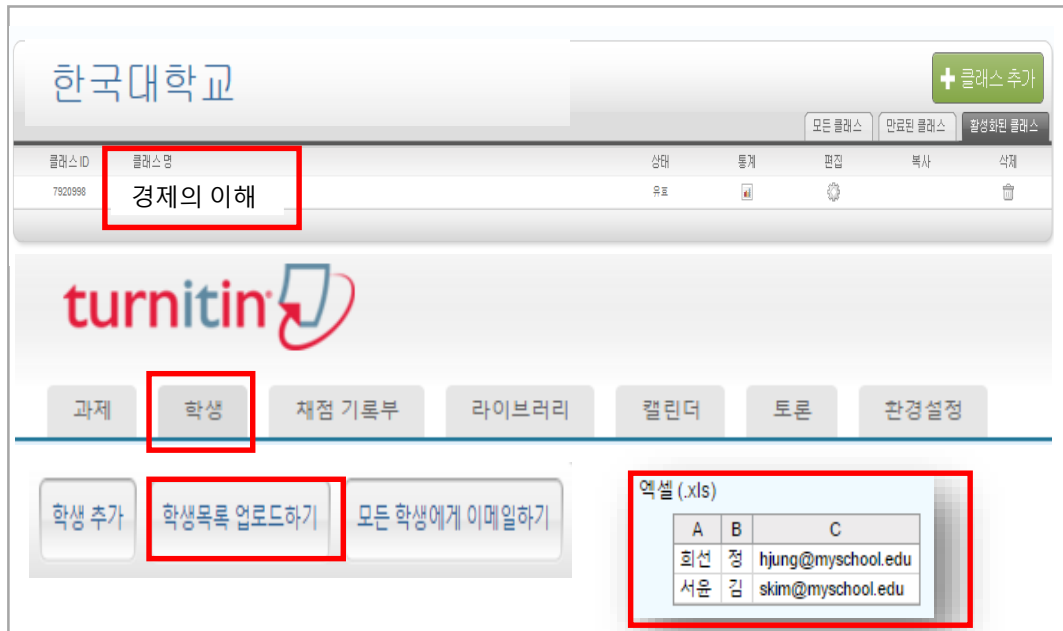 한국대학교
클래스 추가
모든 클래스 만료된 클래스 활성화된 클래스
클래스 ID 클래스 명 상태 통계 편집 복사 삭제
7920998 경제의 이해 유효
turnitin
과제 학생 채점 기록부 라이브러리 캘린더 토론 환경설정
학생 추가 학생목록 업로드하기 모든 학생에게 이메일하기
엑셀 (.xls)
A B C
희선 정 hjung@myschool.edu
서윤 김 skim@myschool.edu